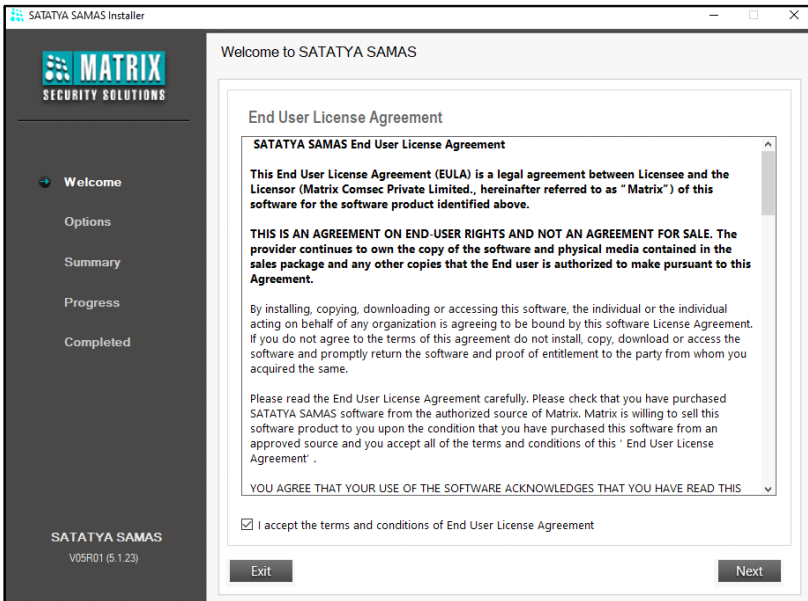 SATATYA SAMAS Installer
MATRIX
SECURITY SOLUTIONS
Welcome
Options
Summary
Progress
Completed
SATATYA SAMAS
V05R01 (5.1.23)
Welcome to SATATYA SAMAS
End User License Agreement
SATATYA SAMAS End User License Agreement
This End User License Agreement (EULA) is a legal agreement between Licensee and the
Licensor (Matrix Comsec Private Limited., hereinafter referred to as “Matrix”) of this
software for the software product identified above.
THIS IS AN AGREEMENT ON END-USER RIGHTS AND NOT AN AGREEMENT FOR SALE. The
provider continues to own the copy of the software and physical media contained in the
sales package and any other copies that the End user is authorized to make pursuant to this
Agreement.
By installing, copying, downloading or accessing this software, the individual or the individual
acting on behalf of any organization is agreeing to be bound by this software License Agreement.
If you do not agree to the terms of this agreement do not install, copy, download or access the
software and promptly return the software and proof of entitlement to the party from whom you
acquired the same.
Please read the End User License Agreement carefully. Please check that you have purchased
SATATYA SAMAS software from the authorized source of Matrix. Matrix is willing to sell this
software product to you upon the condition that you have purchased this software from an
approved source and you accept all of the terms and conditions of this ‘ End User License
Agreement’ .
YOU AGREE THAT YOUR USE OF THE SOFTWARE ACKNOWLEDGES THAT YOU HAVE READ THIS
I accept the terms and conditions of End User License Agreement
Exit
Next